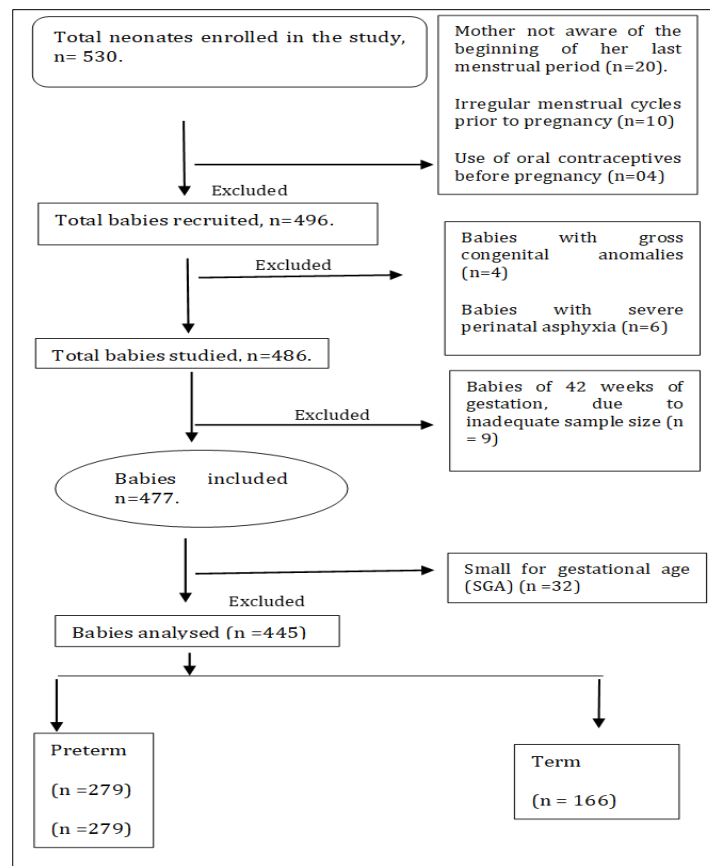 Total neonates enrolled in the study,
n= 530.
Mother not aware of the
beginning of her last
menstrual period (n=20).
Irregular menstrual cycles
prior to pregnancy (n=10)
Use of oral contraceptives
before pregnancy (n=04)
Excluded
Total babies recruited, n=496.
Excluded
Babies with gross
congenital anomalies
(n=4)
Babies with severe
perinatal asphyxia (n=6)
Total babies studied, n=486.
Excluded
Babies of 42 weeks of
gestation, due to
inadequate sample size (n
= 9)
Babies included
n=477.
Small for gestational age
(SGA) (n =32)
Excluded
Babies analysed (n =445)
Preterm
(n =279)
(n =279)
Term
(n = 166)